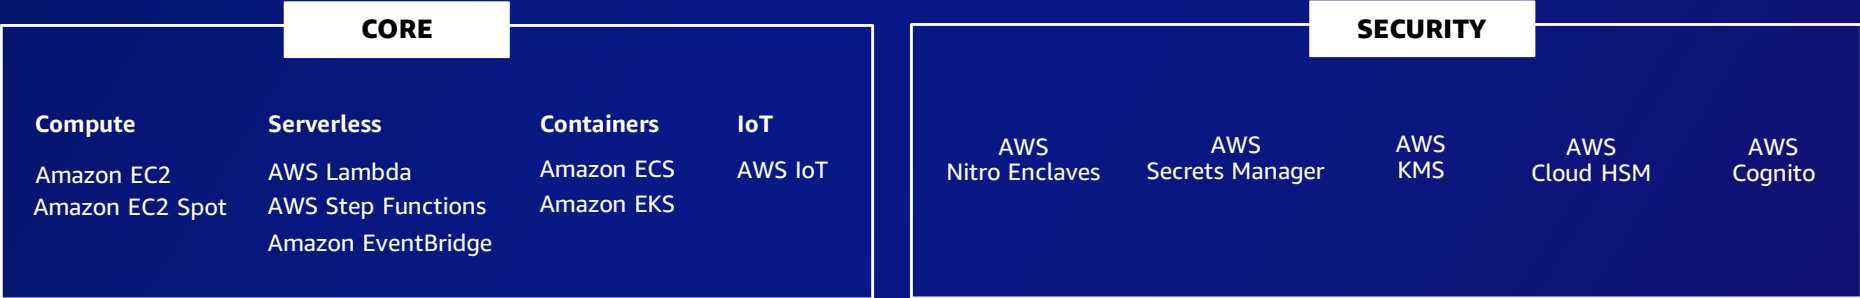 CORE
Compute
Amazon EC2
Amazon EC2 Spot
Serverless
AWS Lambda
AWS Step Functions
Amazon EventBridge
Containers
Amazon ECS
Amazon EKS
IoT
AWS IoT
SECURITY
AWS
Nitro Enclaves
AWS
Secrets Manager
AWS
KMS
AWS
Cloud HSM
AWS
Cognito